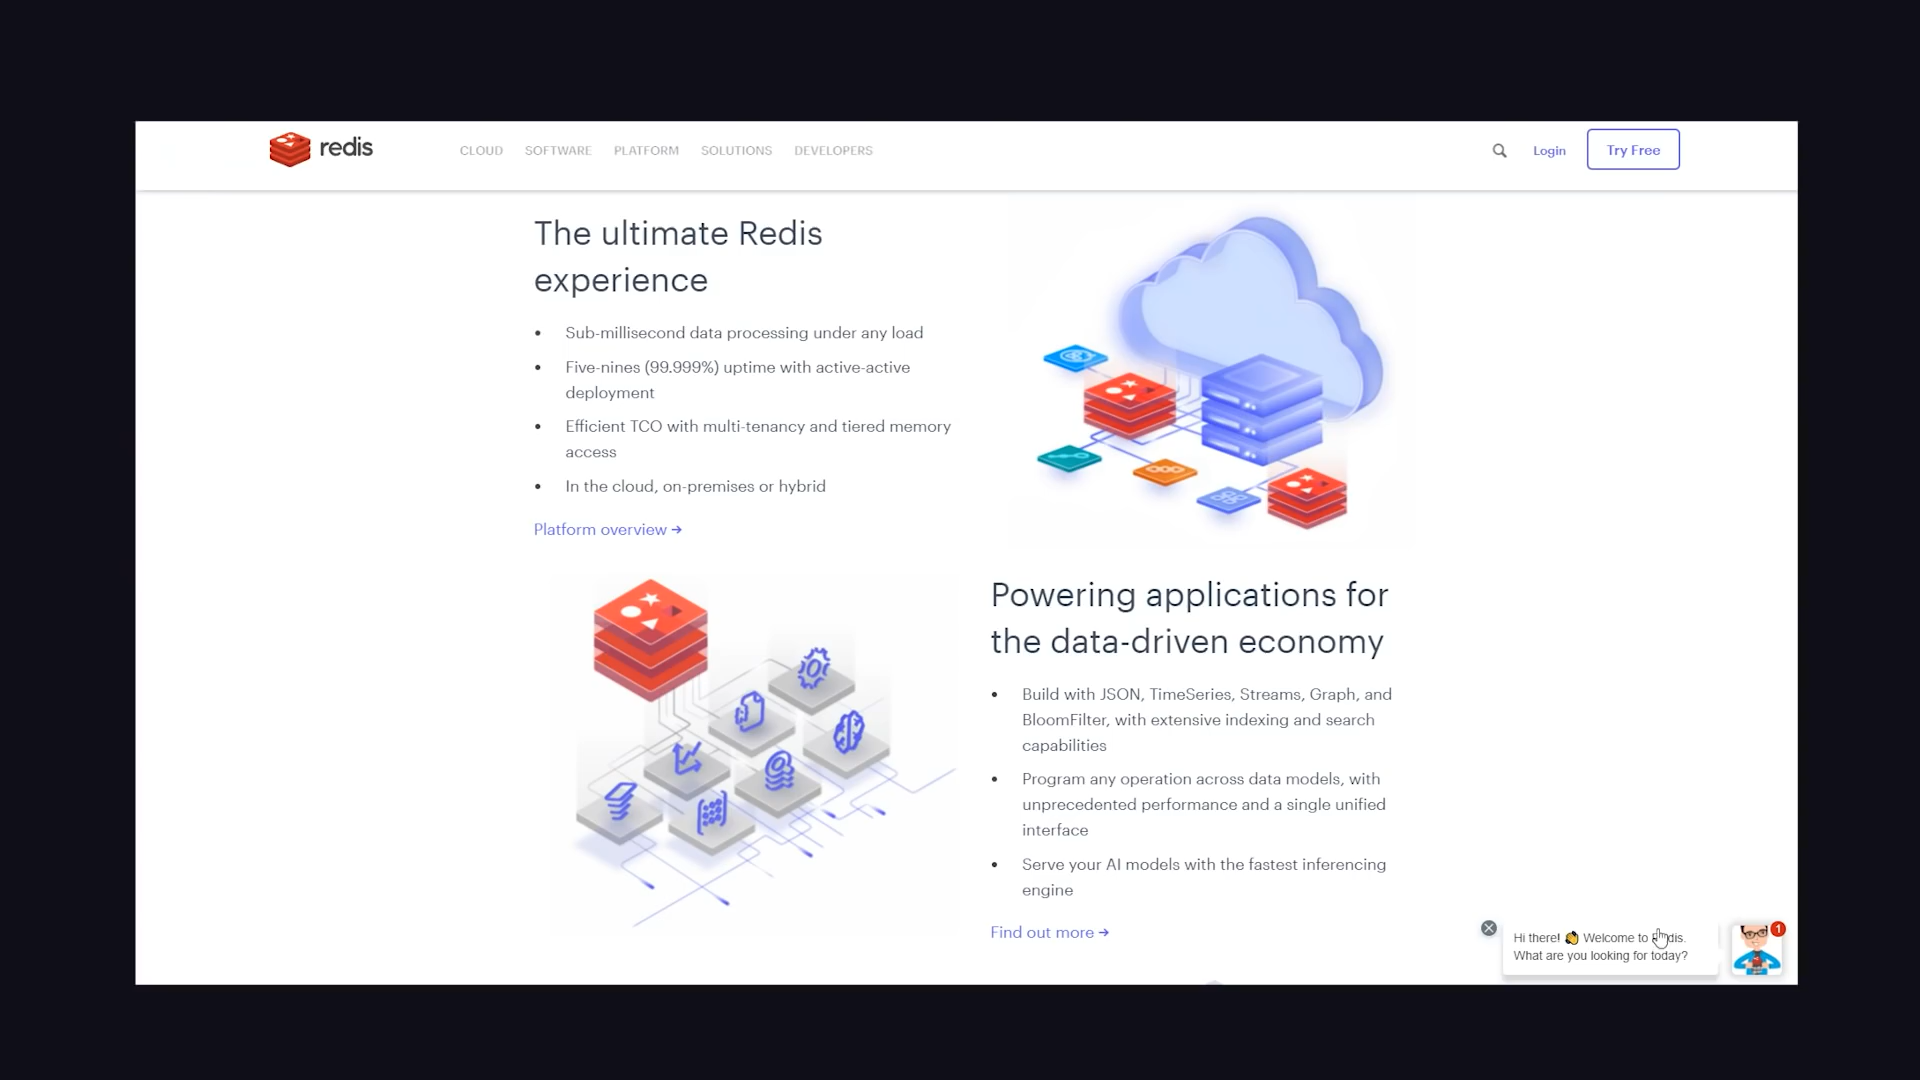 redis
CLOUD
SOFTWARE
PLATFORM
SOLUTIONS
DEVELOPERS
Login
Try Free
The ultimate Redis
experience
• Sub-millisecond data processing under any load
• Five-nines (99.999%) uptime with active-active
deployment
• Efficient TCO with multi-tenancy and tiered memory
access
• In the cloud, on-premises or hybrid
Platform overview →
Powering applications for
the data-driven economy
• Build with JSON, TimeSeries, Streams, Graph, and
BloomFilter, with extensive indexing and search
capabilities
• Program any operation across data models, with
unprecedented performance and a single unified
interface
• Serve your AI models with the fastest inferencing
engine
Find out more →
Hi there! 👋 Welcome to Redis.
What are you looking for today?
1